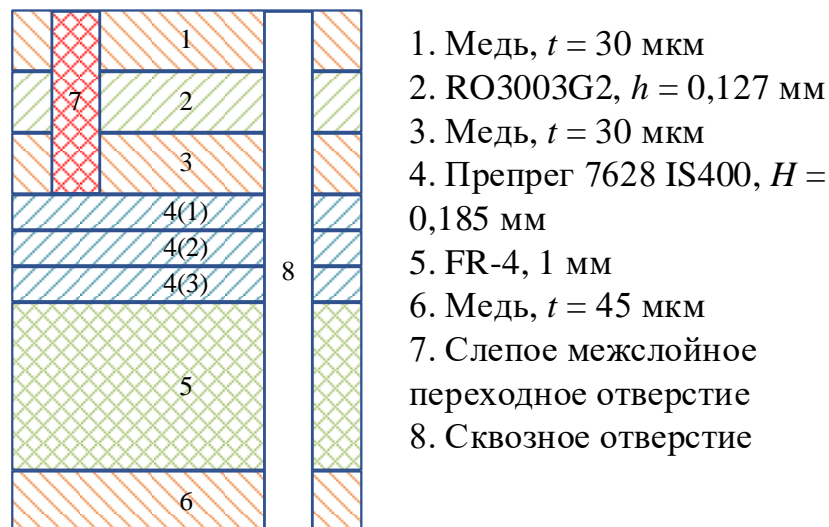 1
2
7
3
4(1)
4(2)
4(3)
8
5
6
1. Медь, t = 30 мкм
2. RO3003G2, h = 0,127 мм
3. Медь, t = 30 мкм
4. Препрег 7628 IS400, H =
0,185 мм
5. FR-4, 1 мм
6. Медь, t = 45 мкм
7. Слепое межслойное
переходное отверстие
8. Сквозное отверстие